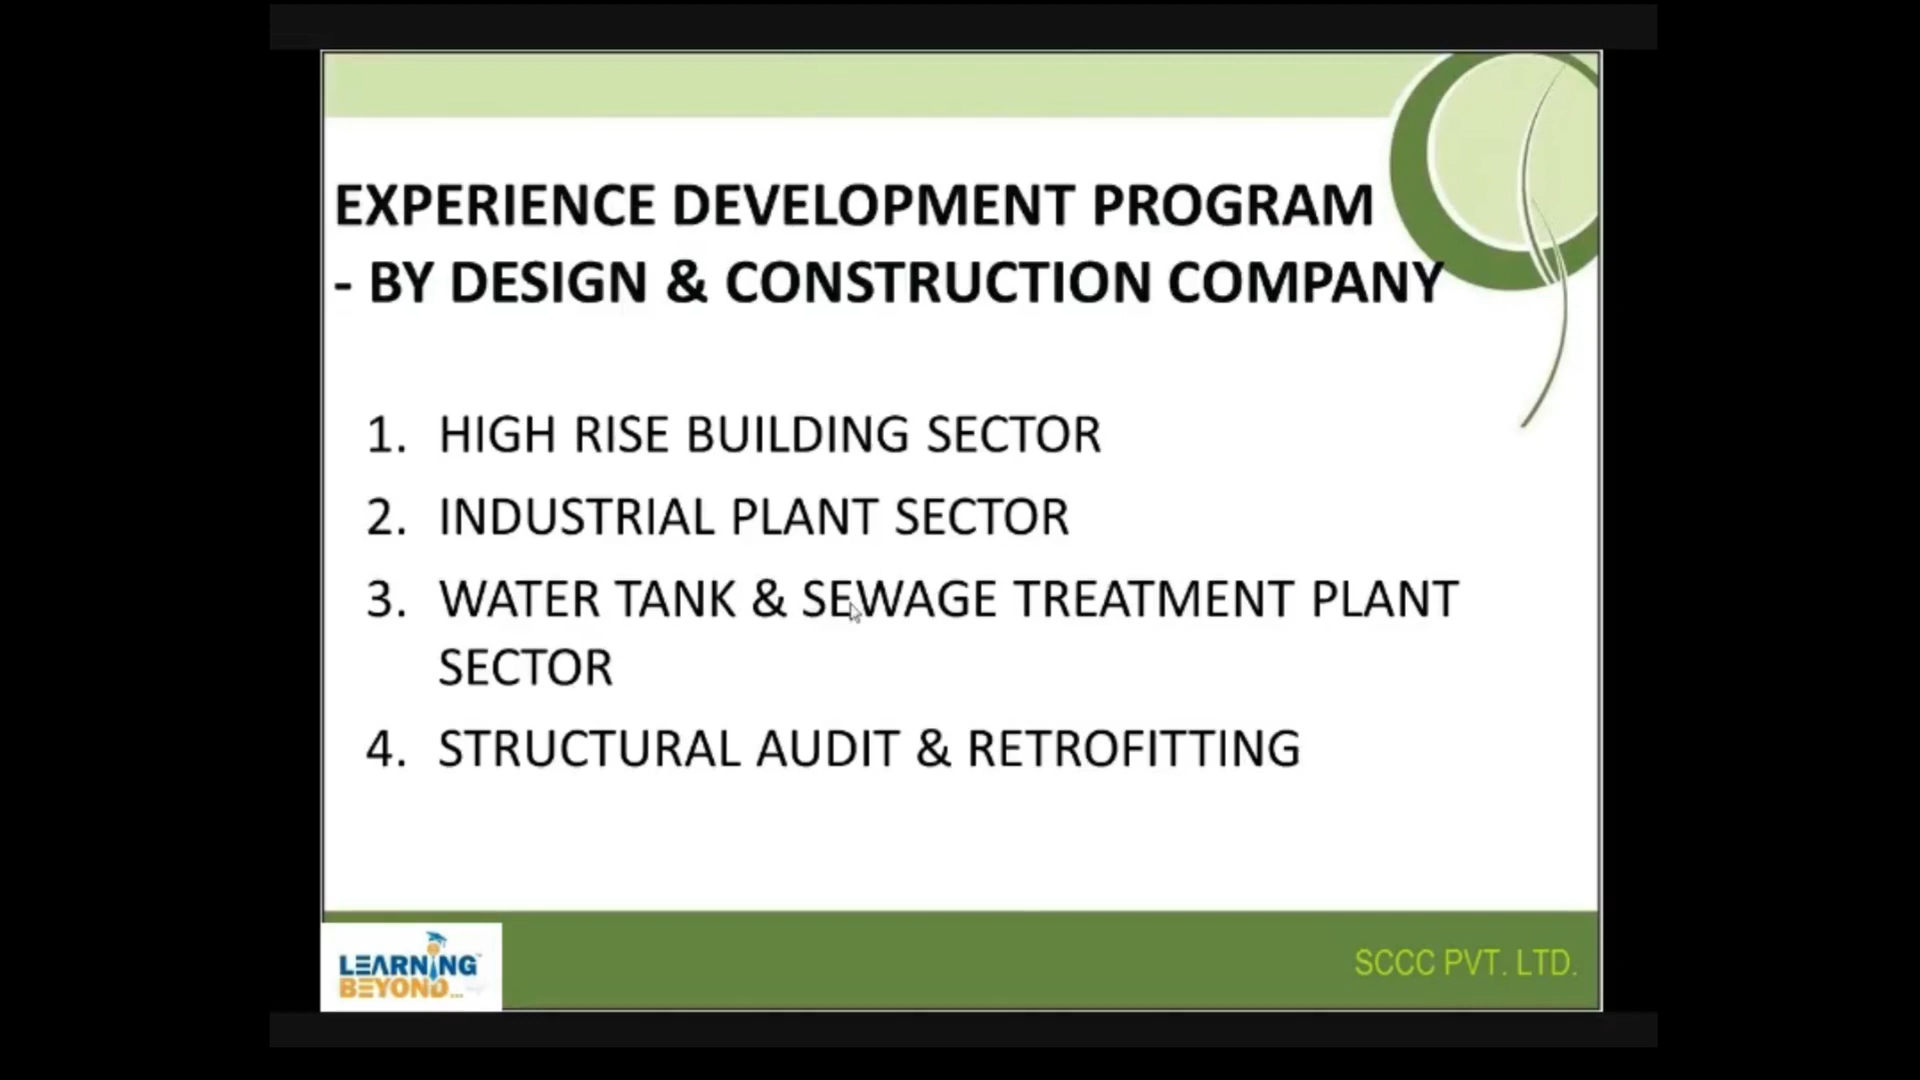 EXPERIENCE DEVELOPMENT PROGRAM
- BY DESIGN & CONSTRUCTION COMPANY
1. HIGH RISE BUILDING SECTOR
2. INDUSTRIAL PLANT SECTOR
3. WATER TANK & SEWAGE TREATMENT PLANT
SECTOR
4. STRUCTURAL AUDIT & RETROFITTING
LEARNING
BEYOND...
SCCC PVT. LTD.